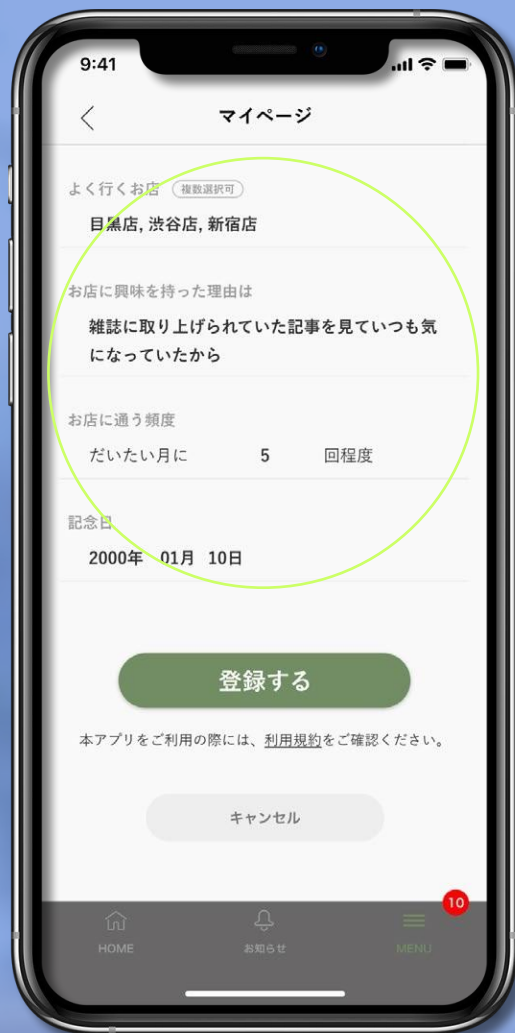 9:41
マイページ
よく行くお店 複数選択可
目黒店, 渋谷店, 新宿店
お店に興味を持った理由は
雑誌に取り上げられていた記事を見ていつも気
になっていたから
お店に通う頻度
だいたい月に 5 回程度
記念日
2000年 01月 10日
登録する
本アプリをご利用の際には、利用規約をご確認ください。
キャンセル
10
HOME お知らせ MENU